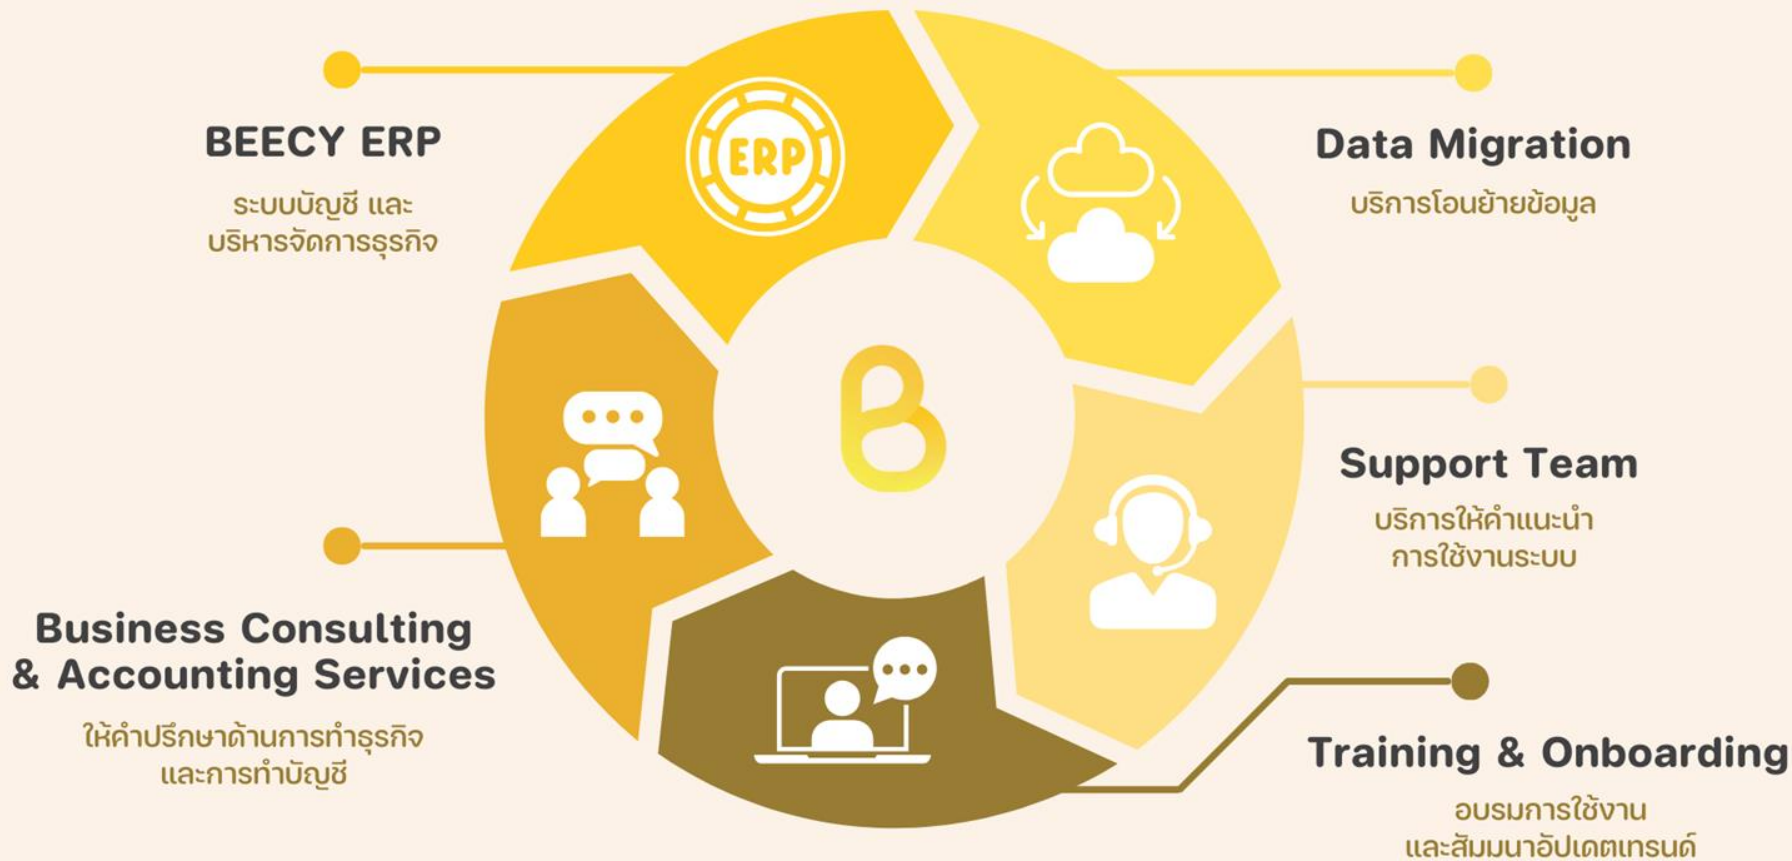 BEECY ERP
ระบบบัญชี และ
บริหารจัดการธุรกิจ
ERP
Data Migration
บริการโอนย้ายข้อมูล
Support Team
บริการให้คำแนะนำ
การใช้งานระบบ
Training & Onboarding
อบรมการใช้งาน
และสัมมนาอัปเดตเทรนด์
Business Consulting
& Accounting Services
ให้คำปรึกษาด้านการทำธุรกิจ
และการทำบัญชี
B